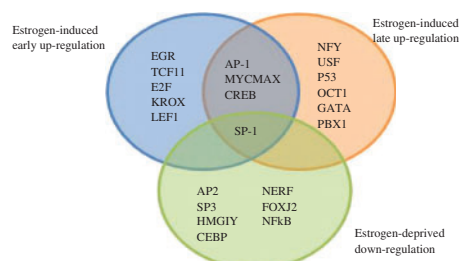 Estrogen-induced
early up-regulation
Estrogen-induced
late up-regulation
EGR
TCF11
E2F
KROX
LEF1
AP-1
MYCMAX
CREB
NFY
USF
P53
OCT1
GATA
PBX1
SP-1
AP2
SP3
HMGIY
CEBP
NERF
FOXJ2
NFkB
Estrogen-deprived
down-regulation